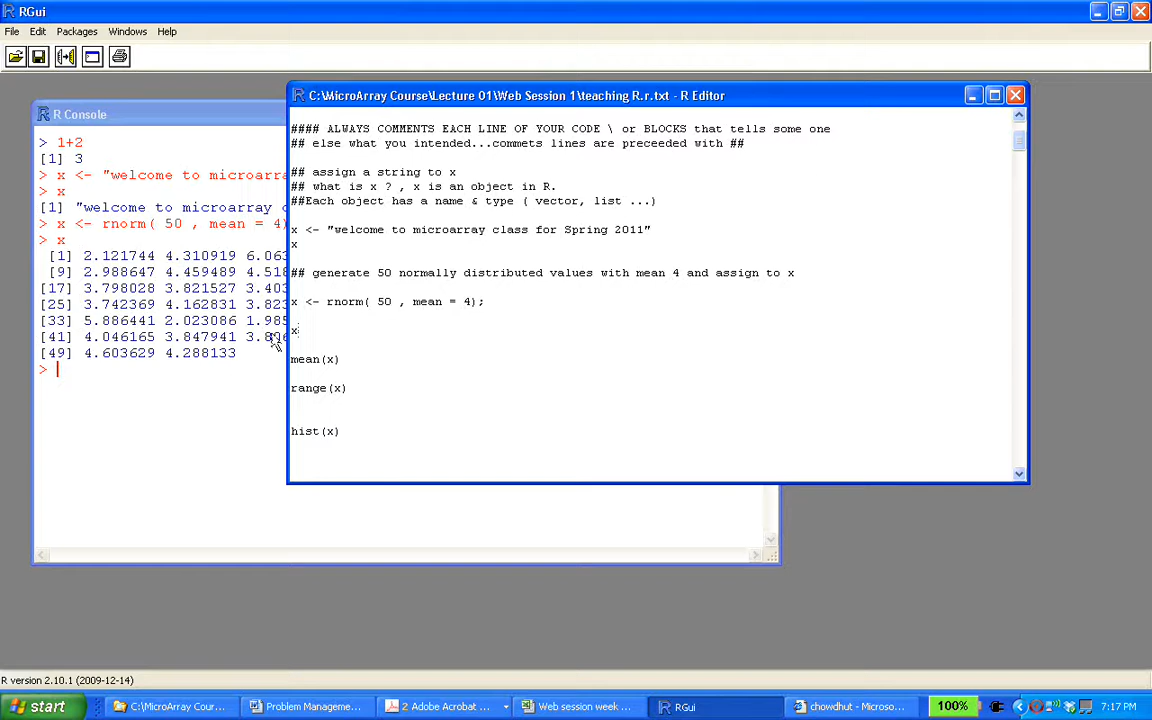 RGui
File Edit Packages Windows Help
R Console
> 1+2
[1] 3
> x <- "welcome to microarra
> x
[1] "welcome to microarray c
> x <- rnorm( 50 , mean = 4)
> x
[1] 2.121744 4.310919 6.063
[9] 2.988647 4.459489 4.518
[17] 3.798028 3.821527 3.403
[25] 3.742369 4.162831 3.823
[33] 5.886441 2.023086 1.985
[41] 4.046165 3.847941
[49] 4.603629 4.288133
>
C:\MicroArray Course\Lecture 01\Web Session 1\teaching R.r.txt - R Editor
#### ALWAYS COMMENTS EACH LINE OF YOUR CODE \ or BLOCKS that tells some one
## else what you intended...commets lines are preceeded with ##
## assign a string to x
## what is x ? , x is an object in R.
##Each object has a name & type ( vector, list ...)
x <- "welcome to microarray class for Spring 2011"
x
## generate 50 normally distributed values with mean 4 and assign to x
x <- rnorm( 50 , mean = 4);
x
mean(x)
range(x)
hist(x)
R version 2.10.1 (2009-12-14)
start C:\MicroArray Cour... Problem Manageme... 2 Adobe Acrobat ... Web session week ... RGui chowdhut - Microso... 100% 7:17 PM